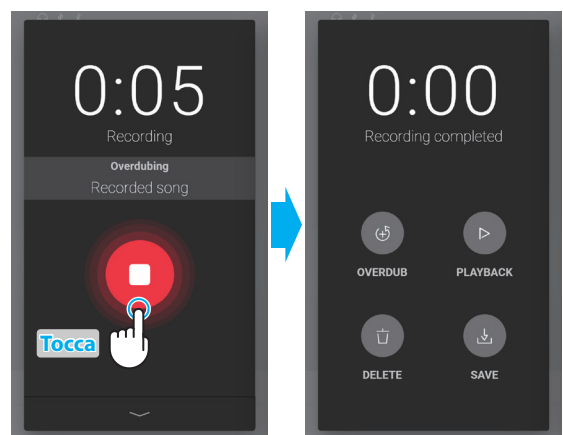 0:05
Recording
Overdubing
Recorded song
Tocca
0:00
Recording completed
OVERDUB
PLAYBACK
DELETE
SAVE